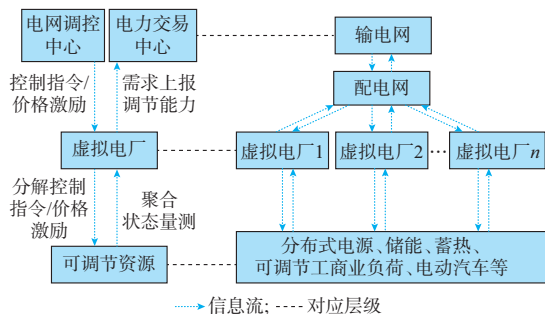 电网调控
中心
电力交易
中心
输电网
控制指令/
价格激励
需求上报
调节能力
配电网
虚拟电厂
虚拟电厂1
虚拟电厂2
…
虚拟电厂n
分解控制
指令/价格
激励
聚合
状态量测
可调节资源
分布式电源、储能、蓄热、
可调节工商业负荷、电动汽车等
信息流;
对应层级